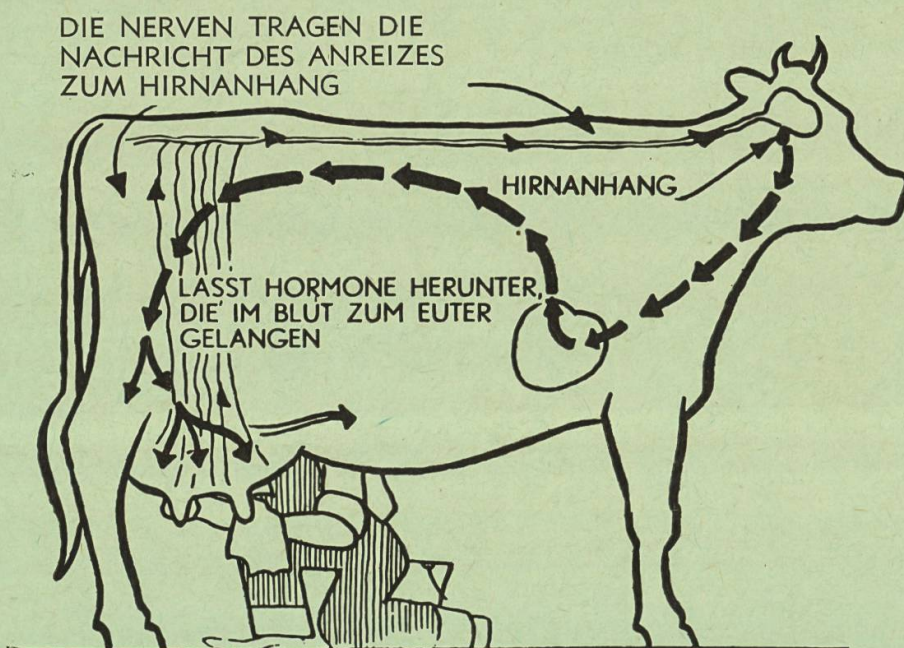 DIE NERVEN TRAGEN DIE
NACHRICHT DES ANREIZES
ZUM HIRNANHANG
HIRNANHANG
LASST HORMONE HERUNTER,
DIE IM BLUT ZUM EUTER
GELANGEN